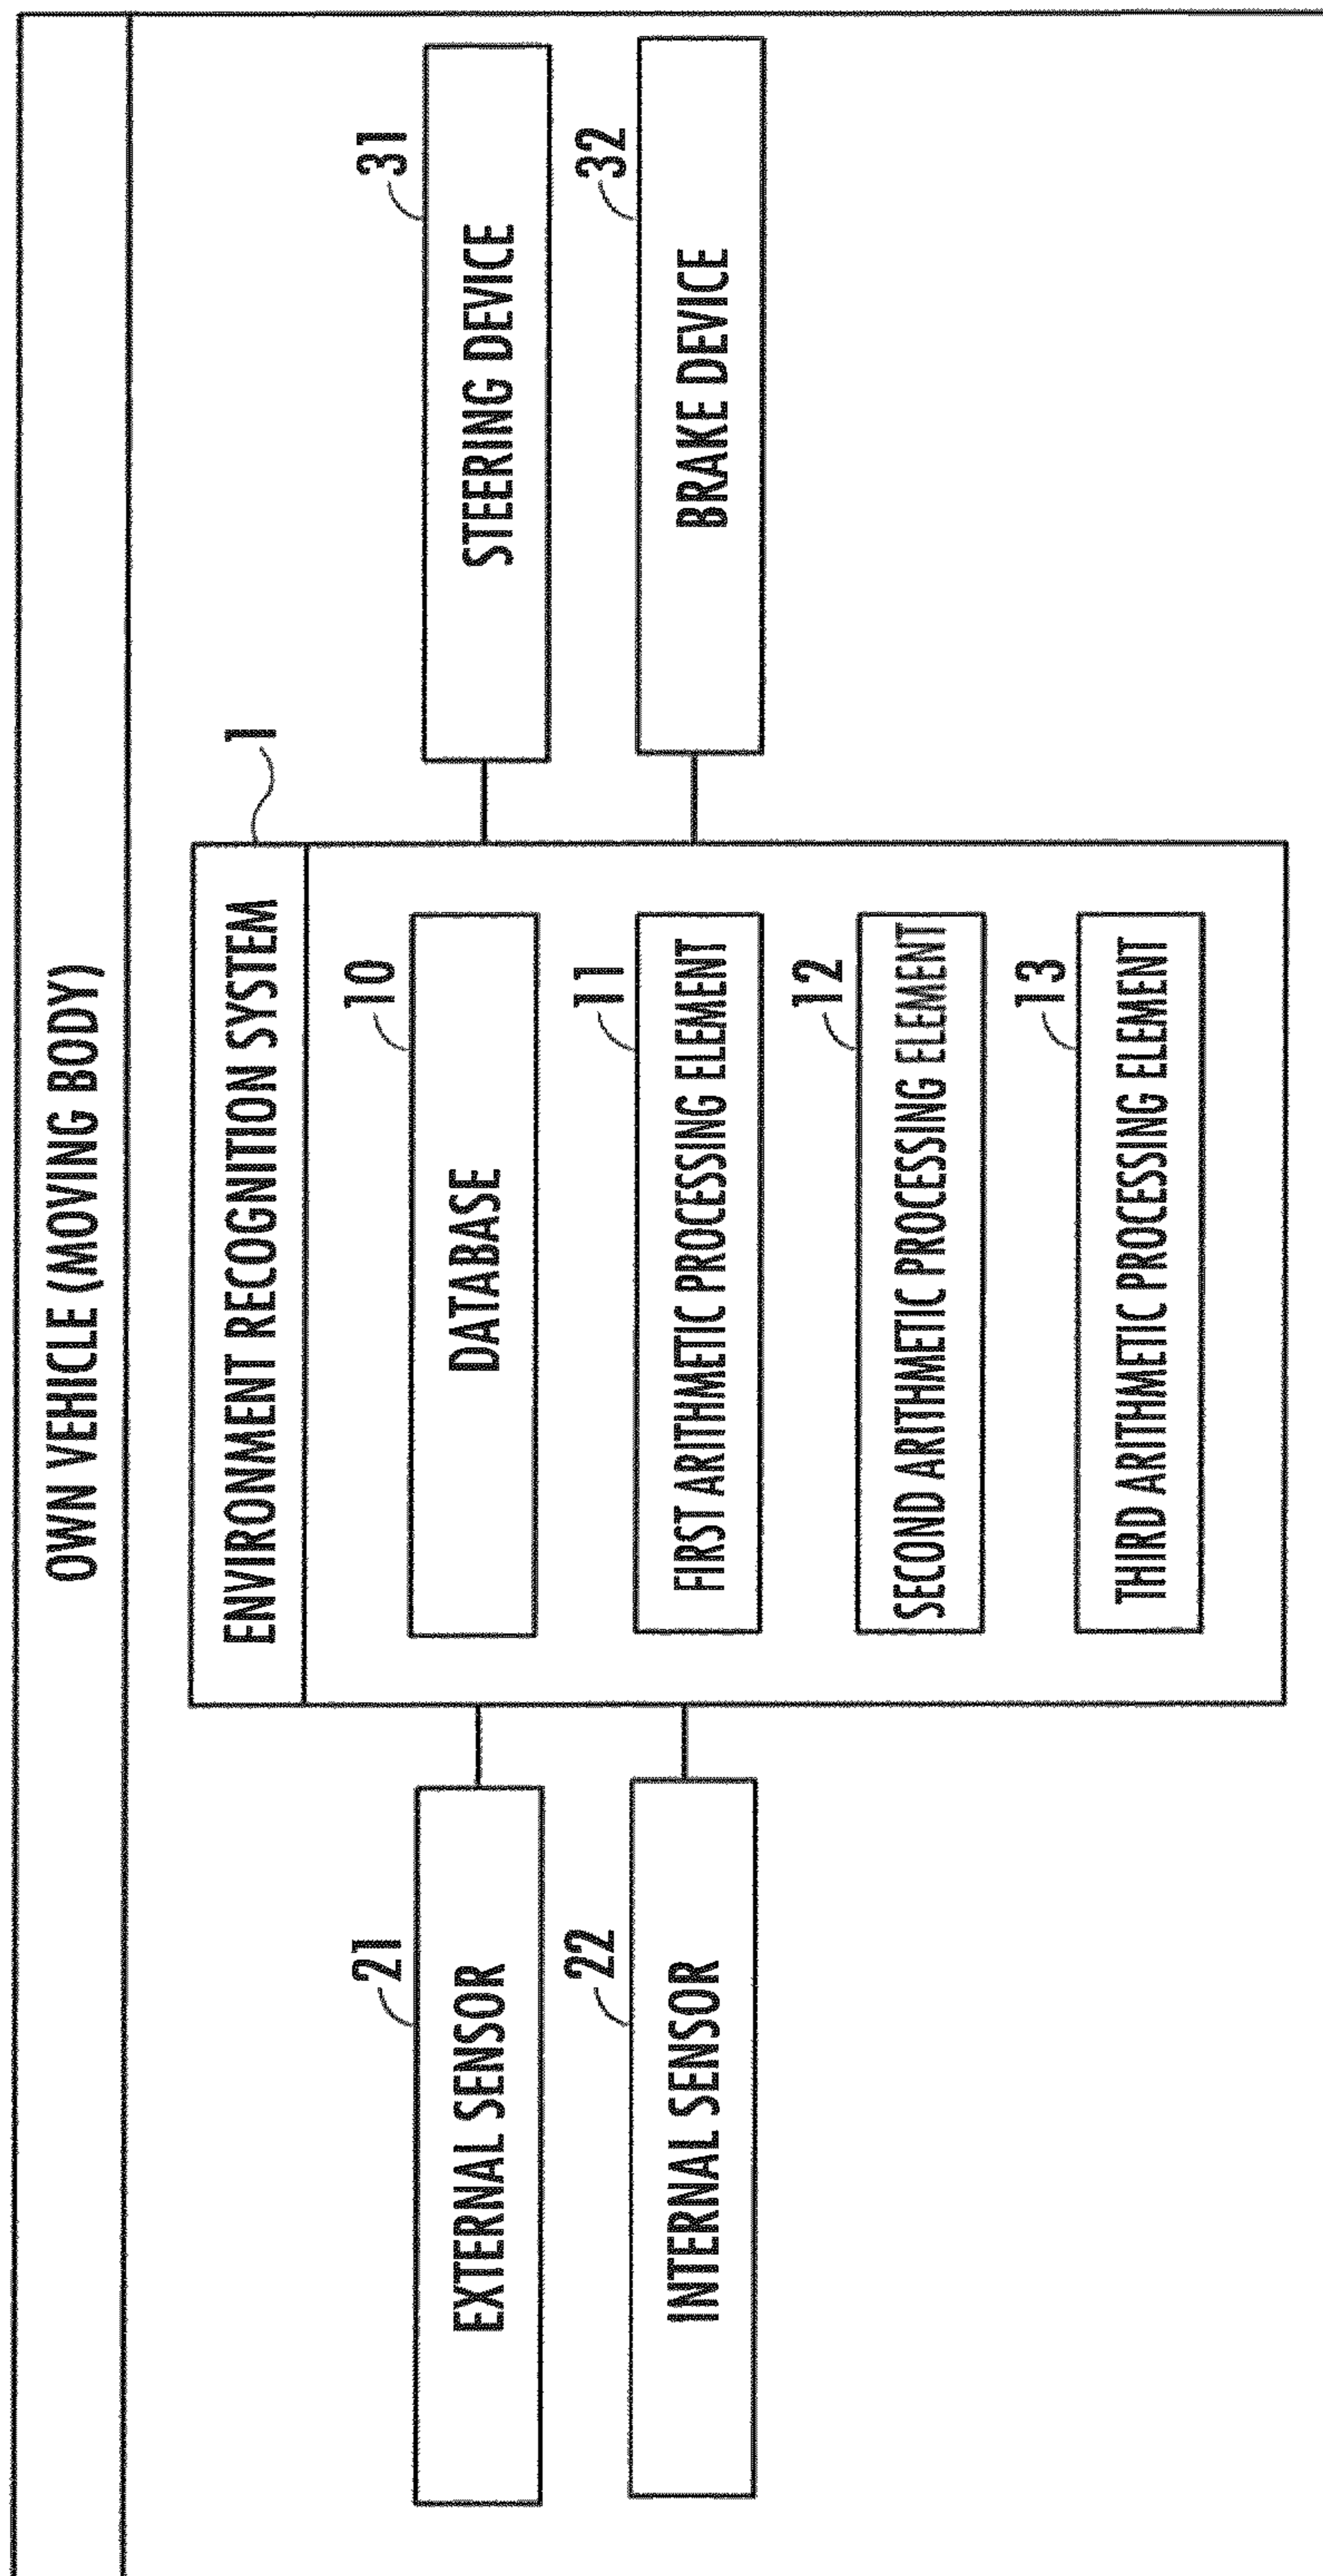 OWN VEHICLE (MOVING BODY)
ENVIRONMENT RECOGNITION SYSTEM
1
21
EXTERNAL SENSOR
22
INTERNAL SENSOR
10
DATABASE
11
FIRST ARITHMETIC PROCESSING ELEMENT
12
SECOND ARITHMETIC PROCESSING ELEMENT
13
THIRD ARITHMETIC PROCESSING ELEMENT
31
STEERING DEVICE
32
BRAKE DEVICE